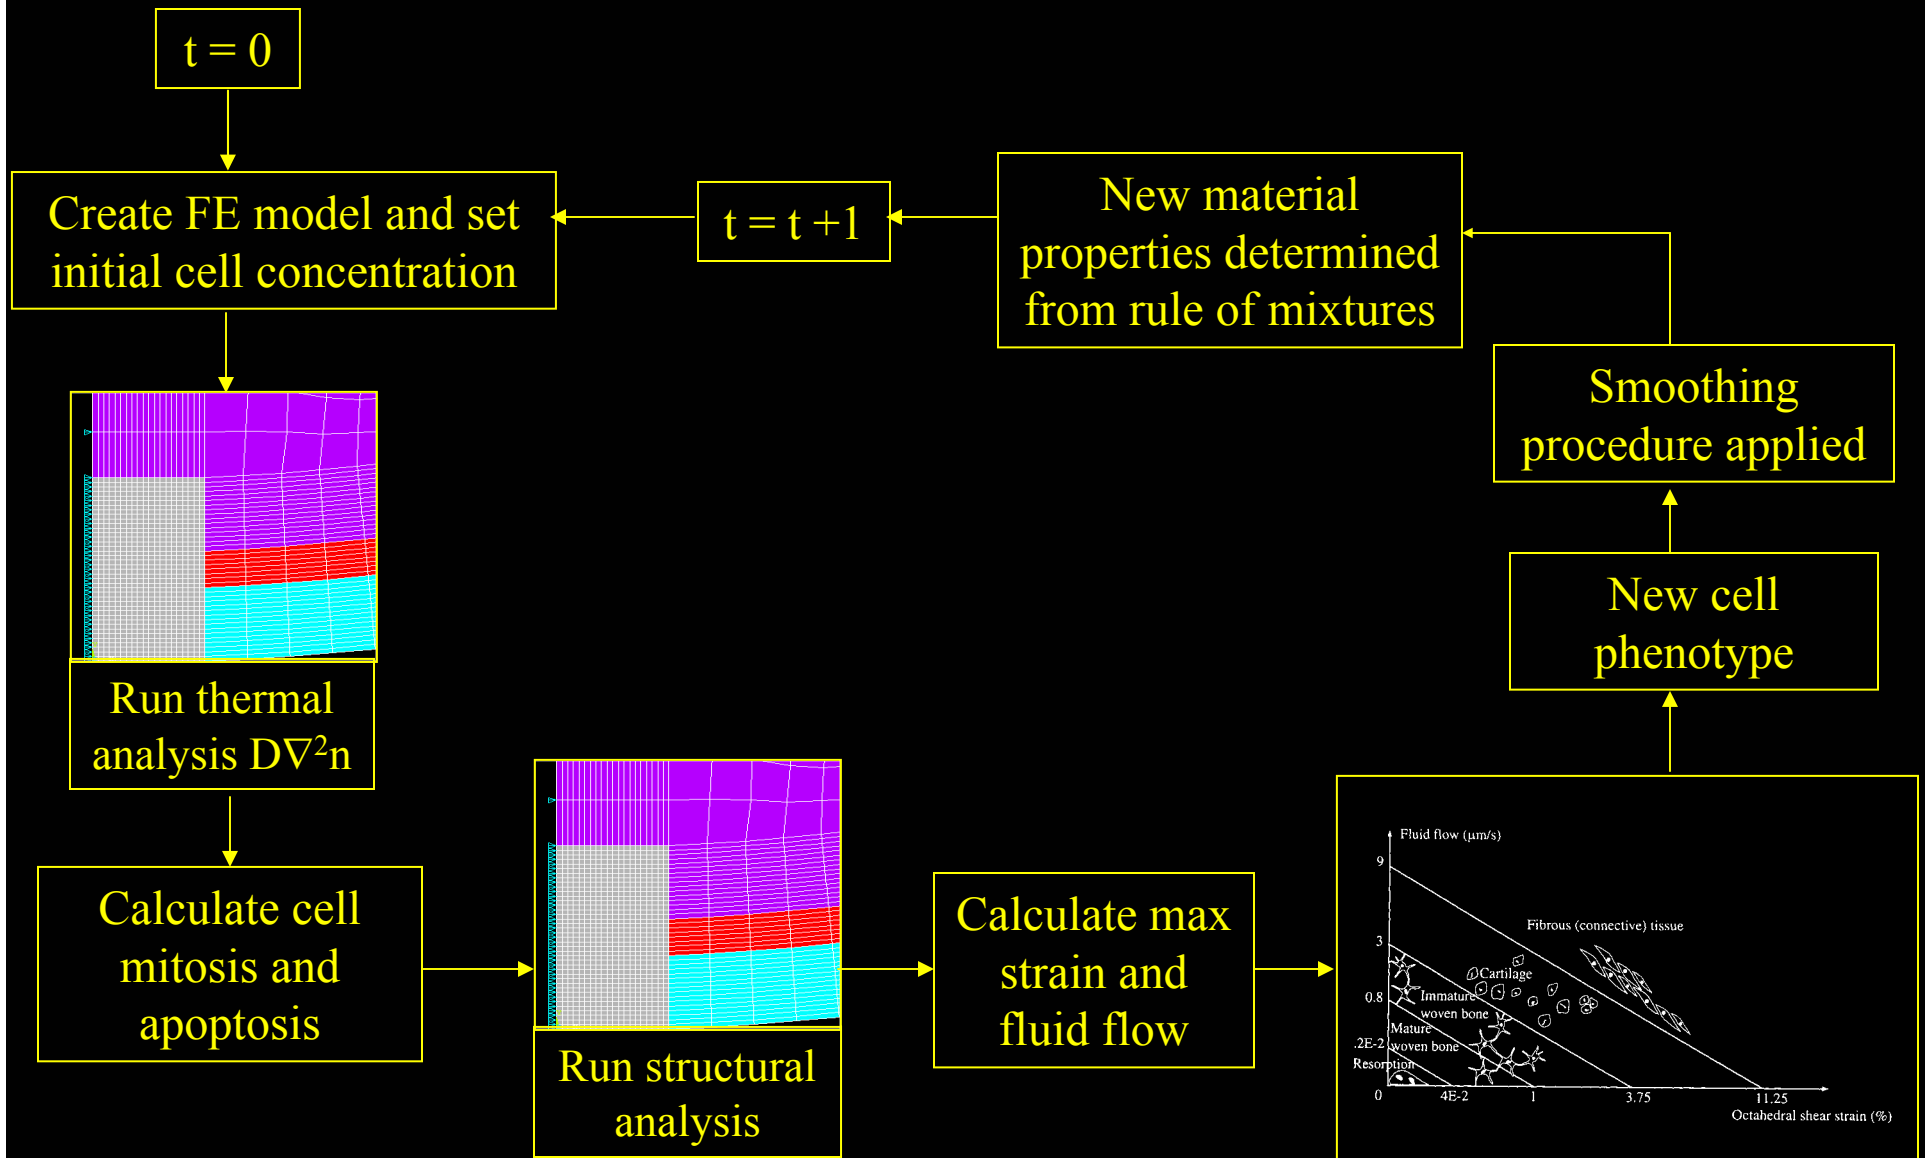 t = 0
Create FE model and set
initial cell concentration
t = t +1
New material
properties determined
from rule of mixtures
Smoothing
procedure applied
New cell
phenotype
Run thermal
analysis D∇²n
Calculate cell
mitosis and
apoptosis
Run structural
analysis
Calculate max
strain and
fluid flow
Fluid flow (μm/s)
9
Fibrous (connective) tissue
3
Cartilage
0.8
Immature
woven bone
Mature
.2E-2 woven bone
Resorption
0 4E-2 1 3.75 11.25
Octahedral shear strain (%)